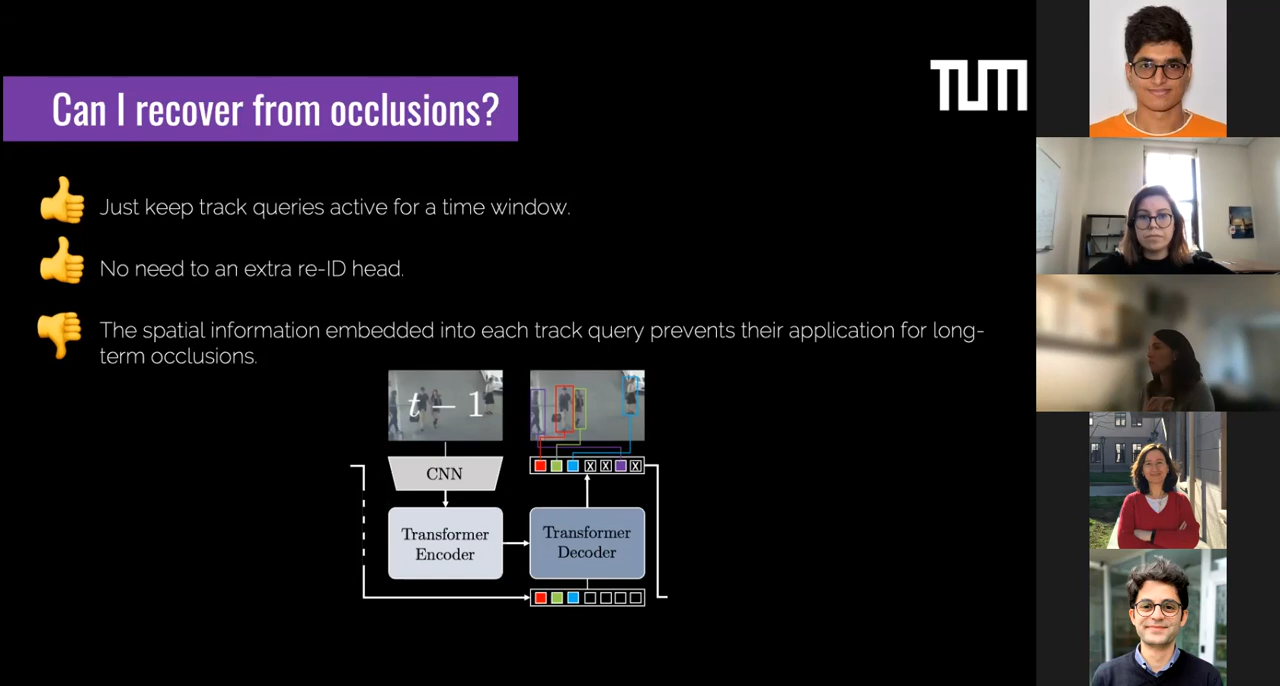 TUM
Can I recover from occlusions?
Just keep track queries active for a time window.
No need to an extra re-ID head.
The spatial information embedded into each track query prevents their application for long-
term occlusions.
t − 1
CNN
X X X
Transformer
Encoder
Transformer
Decoder